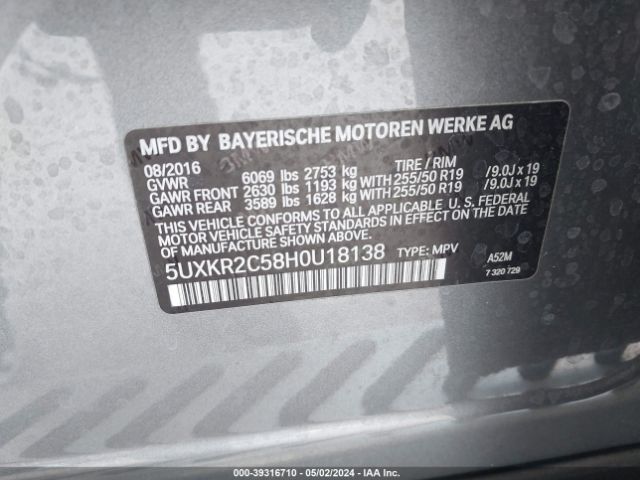 MFD BY BAYERISCHE MOTOREN WERKE AG
08/2016 TIRE / RIM
GVWR 6069 lbs 2753 kg
GAWR FRONT 2630 lbs 1193 kg WITH 255/50 R19 /9.0J x 19
GAWR REAR 3589 lbs 1628 kg WITH 255/50 R19 /9.0J x 19
THIS VEHICLE CONFORMS TO ALL APPLICABLE U.S. FEDERAL
MOTOR VEHICLE SAFETY STANDARDS IN EFFECT ON THE
DATE OF MANUFACTURE SHOWN ABOVE.
5UXKR2C58H0U18138 TYPE: MPV
A52M
7 320 729
000-39316710 - 05/02/2024 - IAA Inc.